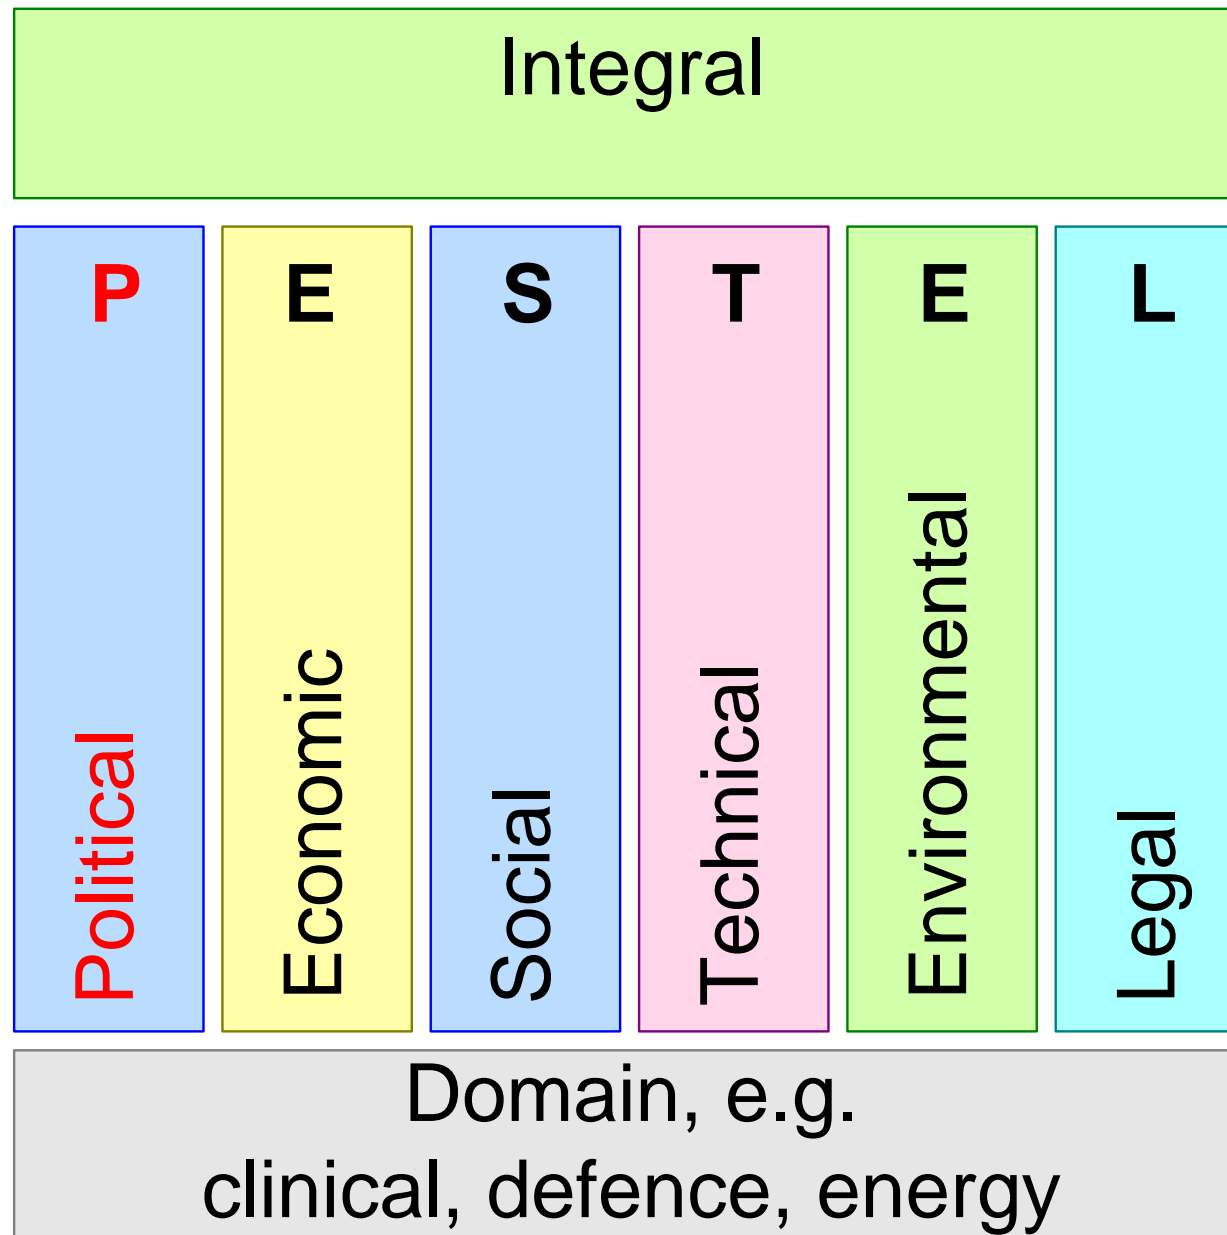 Integral
P E S T E L
Political
Economic
Social
Technical
Environmental
Legal
Domain, e.g.
clinical, defence, energy